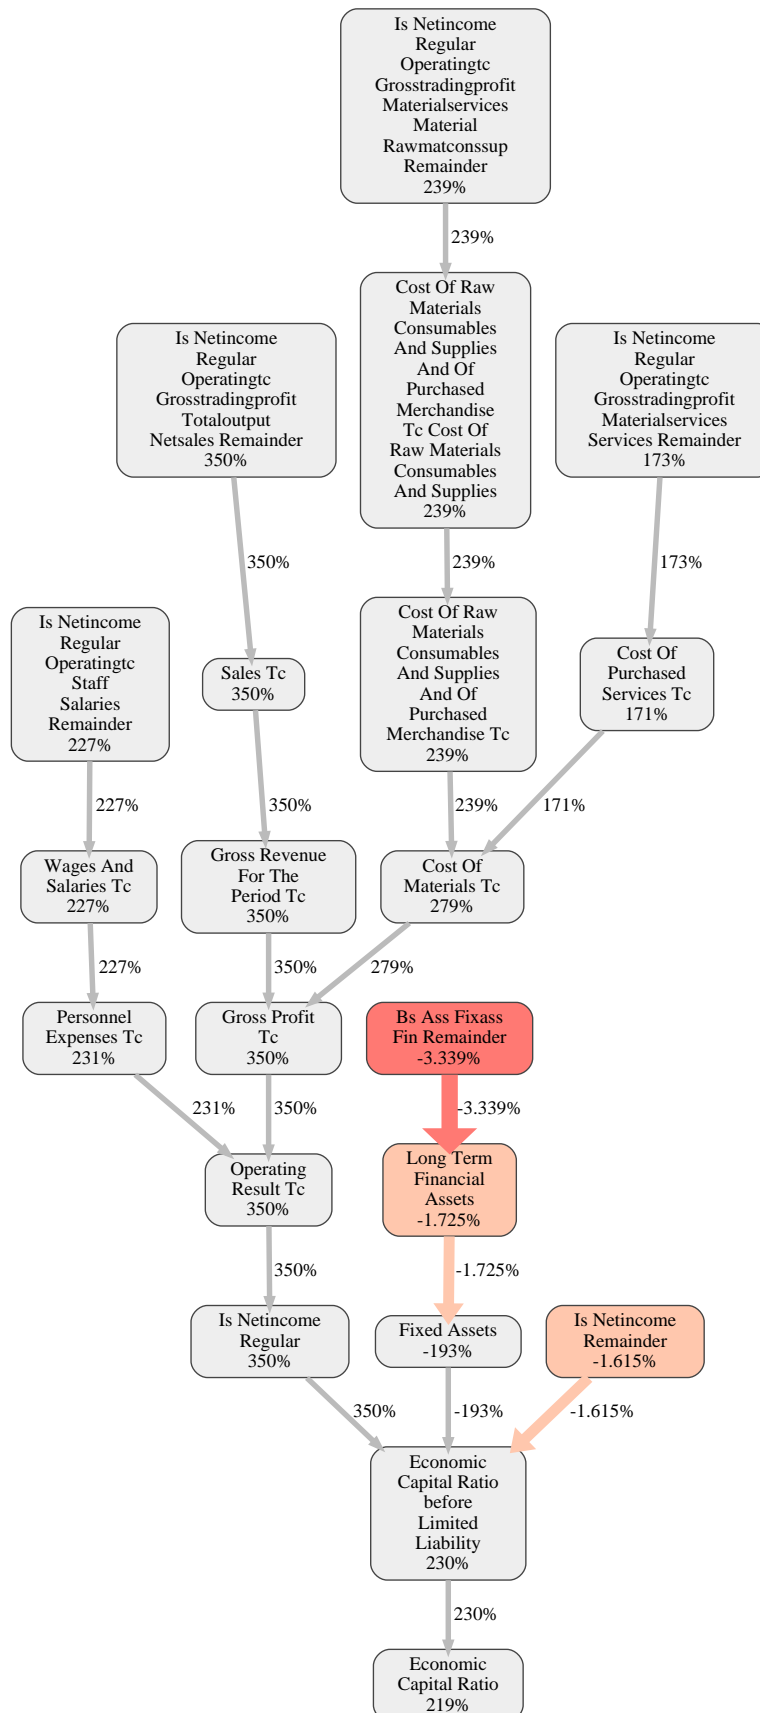 Is Netincome
Regular
Operatingtc
Grosstradingprofit
Materialservices
Material
Rawmatconssup
Remainder
239%
239%
Is Netincome
Regular
Operatingtc
Grosstradingprofit
Totaloutput
Netsales Remainder
350%
Cost Of Raw
Materials
Consumables
And Supplies
And Of
Purchased
Merchandise
Tc Cost Of
Raw Materials
Consumables
And Supplies
239%
Is Netincome
Regular
Operatingtc
Grosstradingprofit
Materialservices
Services Remainder
173%
350%
239%
173%
Is Netincome
Regular
Operatingtc
Staff
Salaries
Remainder
227%
Sales Tc
350%
Cost Of Raw
Materials
Consumables
And Supplies
And Of
Purchased
Merchandise Tc
239%
Cost Of
Purchased
Services Tc
171%
227%
350%
239%
171%
Wages And
Salaries Tc
227%
Gross Revenue
For The
Period Tc
350%
Cost Of
Materials Tc
279%
227%
350%
279%
Personnel
Expenses Tc
231%
Gross Profit
Tc
350%
Bs Ass Fixass
Fin Remainder
-3.339%
231%
350%
-3.339%
Operating
Result Tc
350%
Long Term
Financial
Assets
-1.725%
350%
-1.725%
Is Netincome
Regular
350%
Fixed Assets
-193%
Is Netincome
Remainder
-1.615%
350%
-193%
-1.615%
Economic
Capital Ratio
before
Limited
Liability
230%
230%
Economic
Capital Ratio
219%